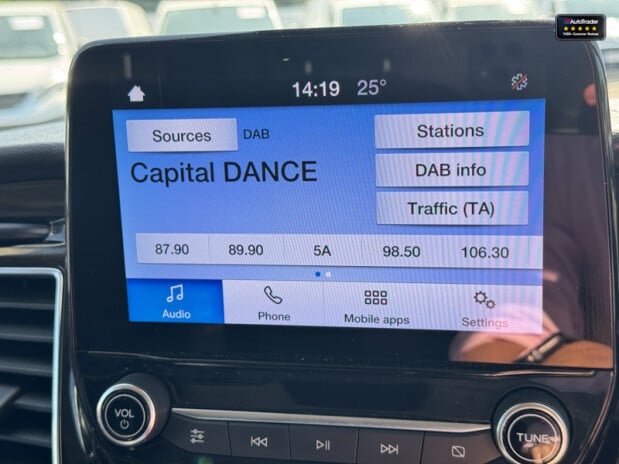 AutoTrader
14:19 25°
Sources DAB Stations
Capital DANCE
DAB info
Traffic (TA)
87.90 89.90 5A 98.50 106.30
Audio Phone Mobile apps Settings
VOL
TUNE